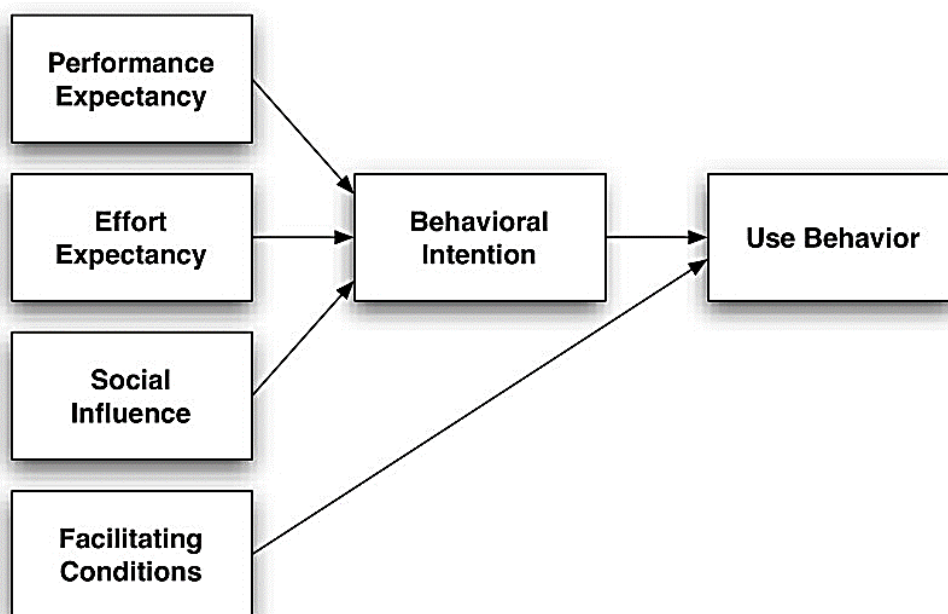 Performance
Expectancy
Effort
Expectancy
Social
Influence
Facilitating
Conditions
Behavioral
Intention
Use Behavior